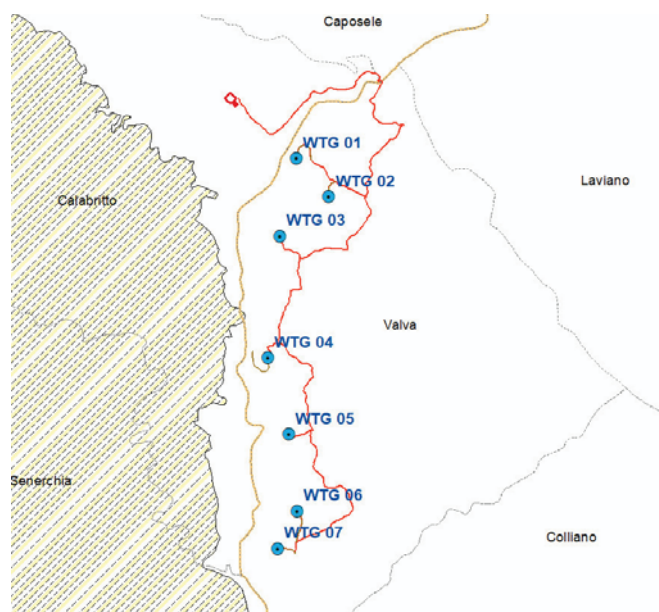 Caposele
WTG 01
Laviano
WTG 02
Calabritto
WTG 03
Valva
WTG 04
WTG 05
Senerchia
WTG 06
Colliano
WTG 07